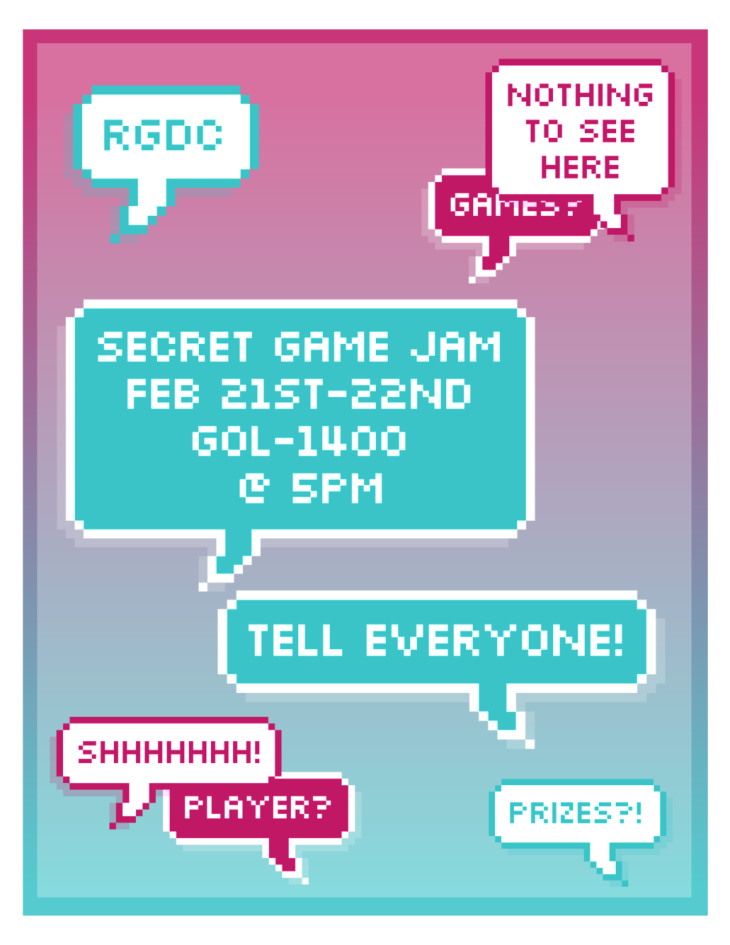 RGDC
NOTHING
TO SEE
HERE
GAMES?
SECRET GAME JAM
FEB 21ST-22ND
GOL-1400
@ 5PM
TELL EVERYONE!
SHHHHHHH!
PLAYER?
PRIZES?!